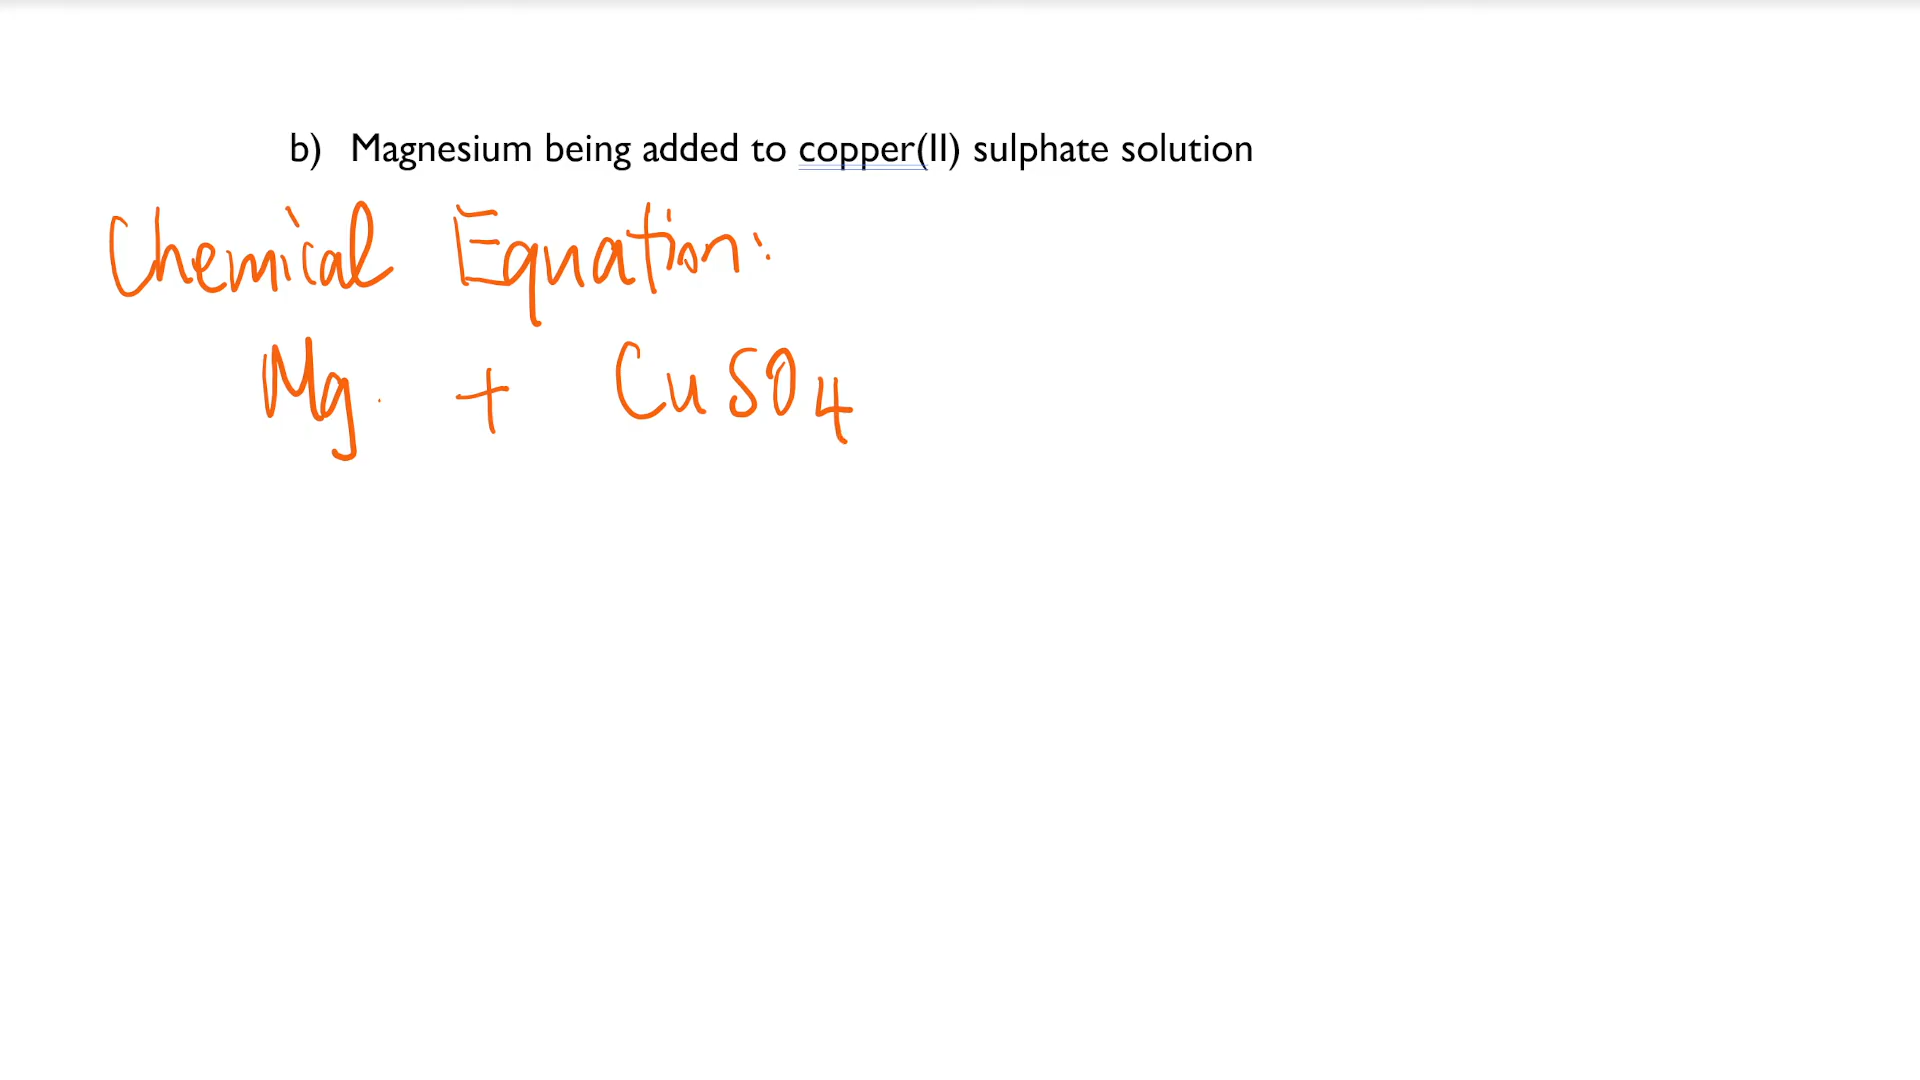 b) Magnesium being added to copper(II) sulphate solution
Chemical Equation:
Mg + CuSO4